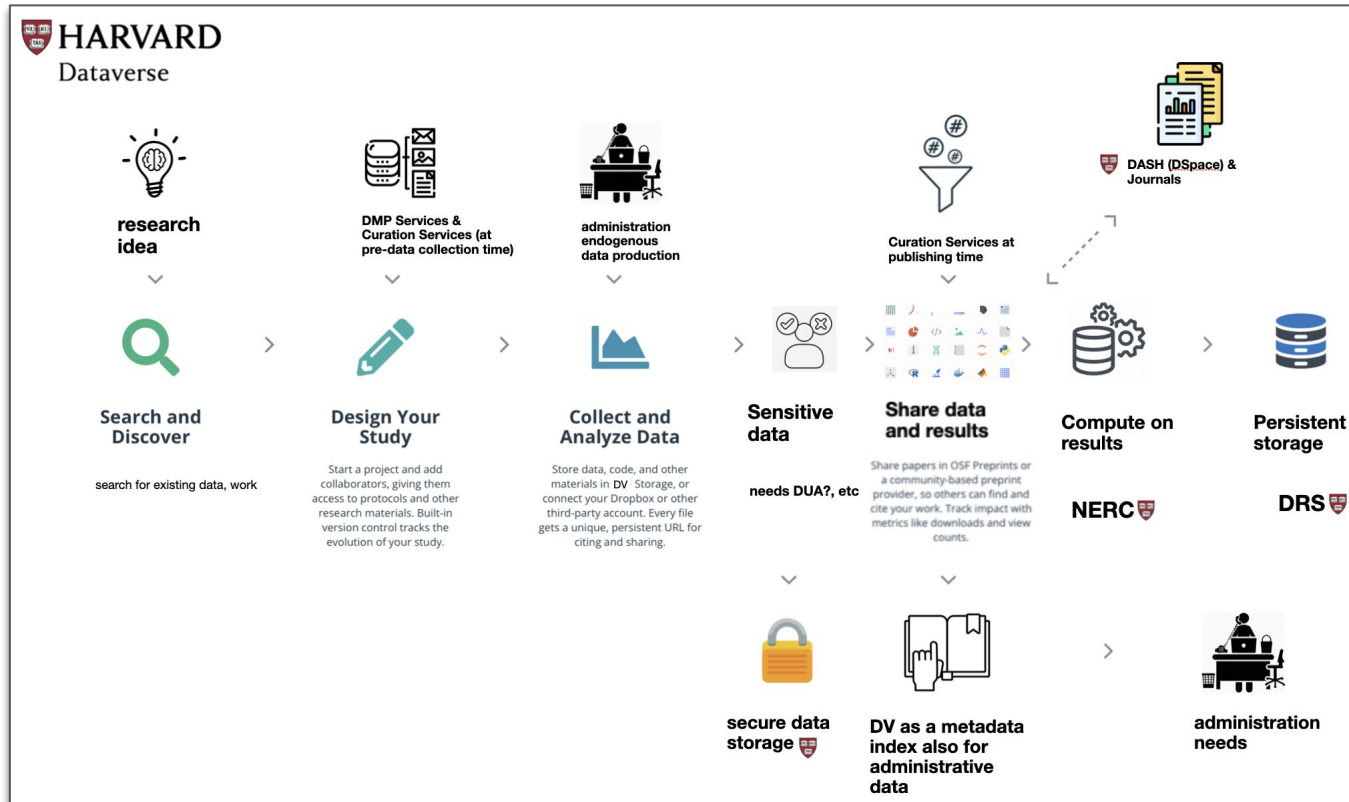 HARVARD
Dataverse
research
idea
DMP Services &
Curation Services (at
pre-data collection time)
administration
endogenous
data production
Curation Services at
publishing time
DASH (DSpace) &
Journals
Search and
Discover
search for existing data, work
Design Your
Study
Start a project and add
collaborators, giving them
access to protocols and other
research materials. Built-in
version control tracks the
evolution of your study.
Collect and
Analyze Data
Store data, code, and other
materials in DV Storage, or
connect your Dropbox or other
third-party account. Every file
gets a unique, persistent URL for
citing and sharing.
Sensitive
data
needs DUA?, etc
Share data
and results
Share papers in OSF Preprints or
a community-based preprint
provider, so others can find and
cite your work. Track impact with
metrics like downloads and view
counts.
Compute on
results
NERC
Persistent
storage
DRS
secure data
storage
DV as a metadada
index also for
administrative
data
administration
needs